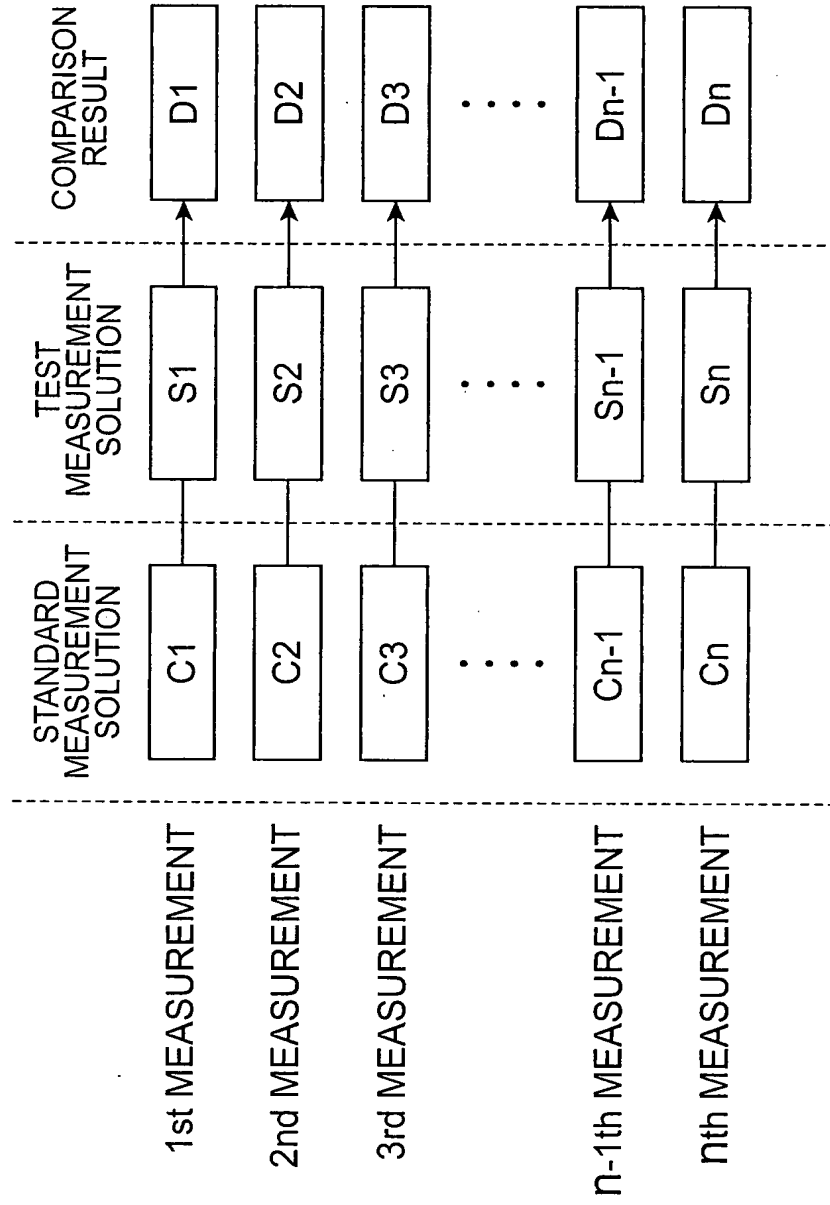 STANDARD
MEASUREMENT
SOLUTION
TEST
MEASUREMENT
SOLUTION
COMPARISON
RESULT
1st MEASUREMENT
C1
S1
D1
2nd MEASUREMENT
C2
S2
D2
3rd MEASUREMENT
C3
S3
D3
n-1th MEASUREMENT
Cn-1
Sn-1
Dn-1
nth MEASUREMENT
Cn
Sn
Dn